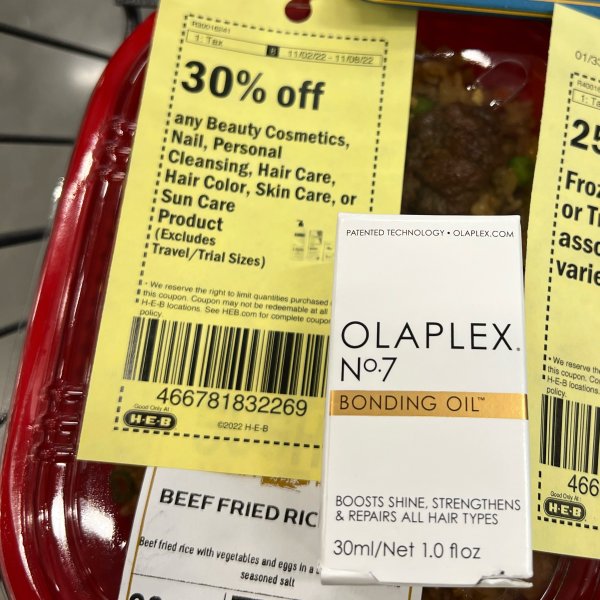 R30016241
1: Tax
B 11/02/22 - 11/08/22
30% off
any Beauty Cosmetics,
Nail, Personal
Cleansing, Hair Care,
Hair Color, Skin Care, or
Sun Care
Product
(Excludes
Travel/Trial Sizes)
• We reserve the right to limit quantities purchased
this coupon. Coupon may not be redeemable at all
H-E-B locations. See HEB.com for complete coupon
policy.
466781832269
Good Only At
H-E-B
©2022 H-E-B
PATENTED TECHNOLOGY • OLAPLEX.COM
OLAPLEX.
Nº.7
BONDING OIL™
BOOSTS SHINE, STRENGTHENS
& REPAIRS ALL HAIR TYPES
30ml/Net 1.0 fl oz
BEEF FRIED RIC
Beef fried rice with vegetables and eggs in a
seasoned salt
01/33
1: Ta
25
Froz
or T
asso
varie
• We reserve the
this coupon. Co
H-E-B locations.
policy.
466
Good Only At
H-E-B